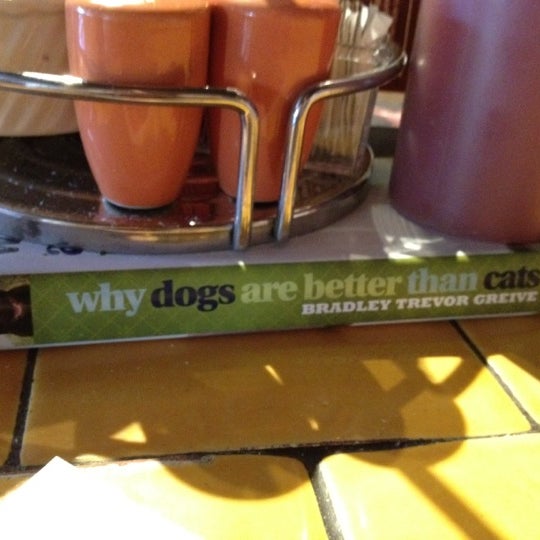 why dogs are better than cats
BRADLEY TREVOR GREIVE